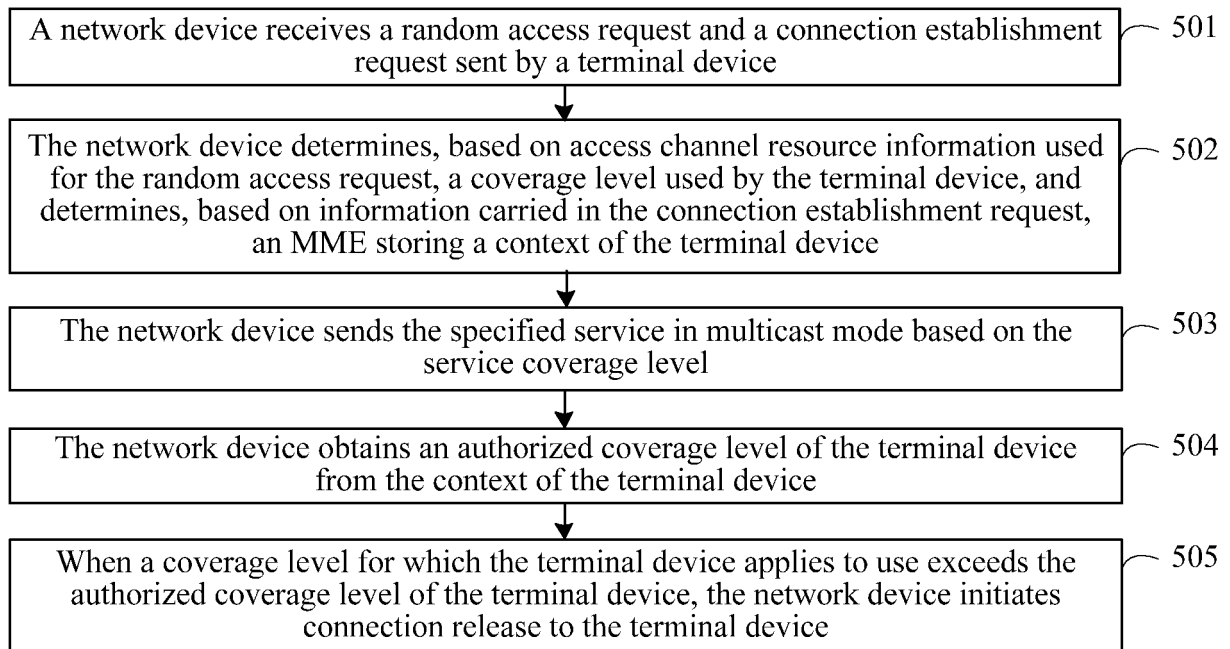 A network device receives a random access request and a connection establishment
request sent by a terminal device
501
The network device determines, based on access channel resource information used
for the random access request, a coverage level used by the terminal device, and
determines, based on information carried in the connection establishment request,
an MME storing a context of the terminal device
502
The network device sends the specified service in multicast mode based on the
service coverage level
503
The network device obtains an authorized coverage level of the terminal device
from the context of the terminal device
504
When a coverage level for which the terminal device applies to use exceeds the
authorized coverage level of the terminal device, the network device initiates
connection release to the terminal device
505